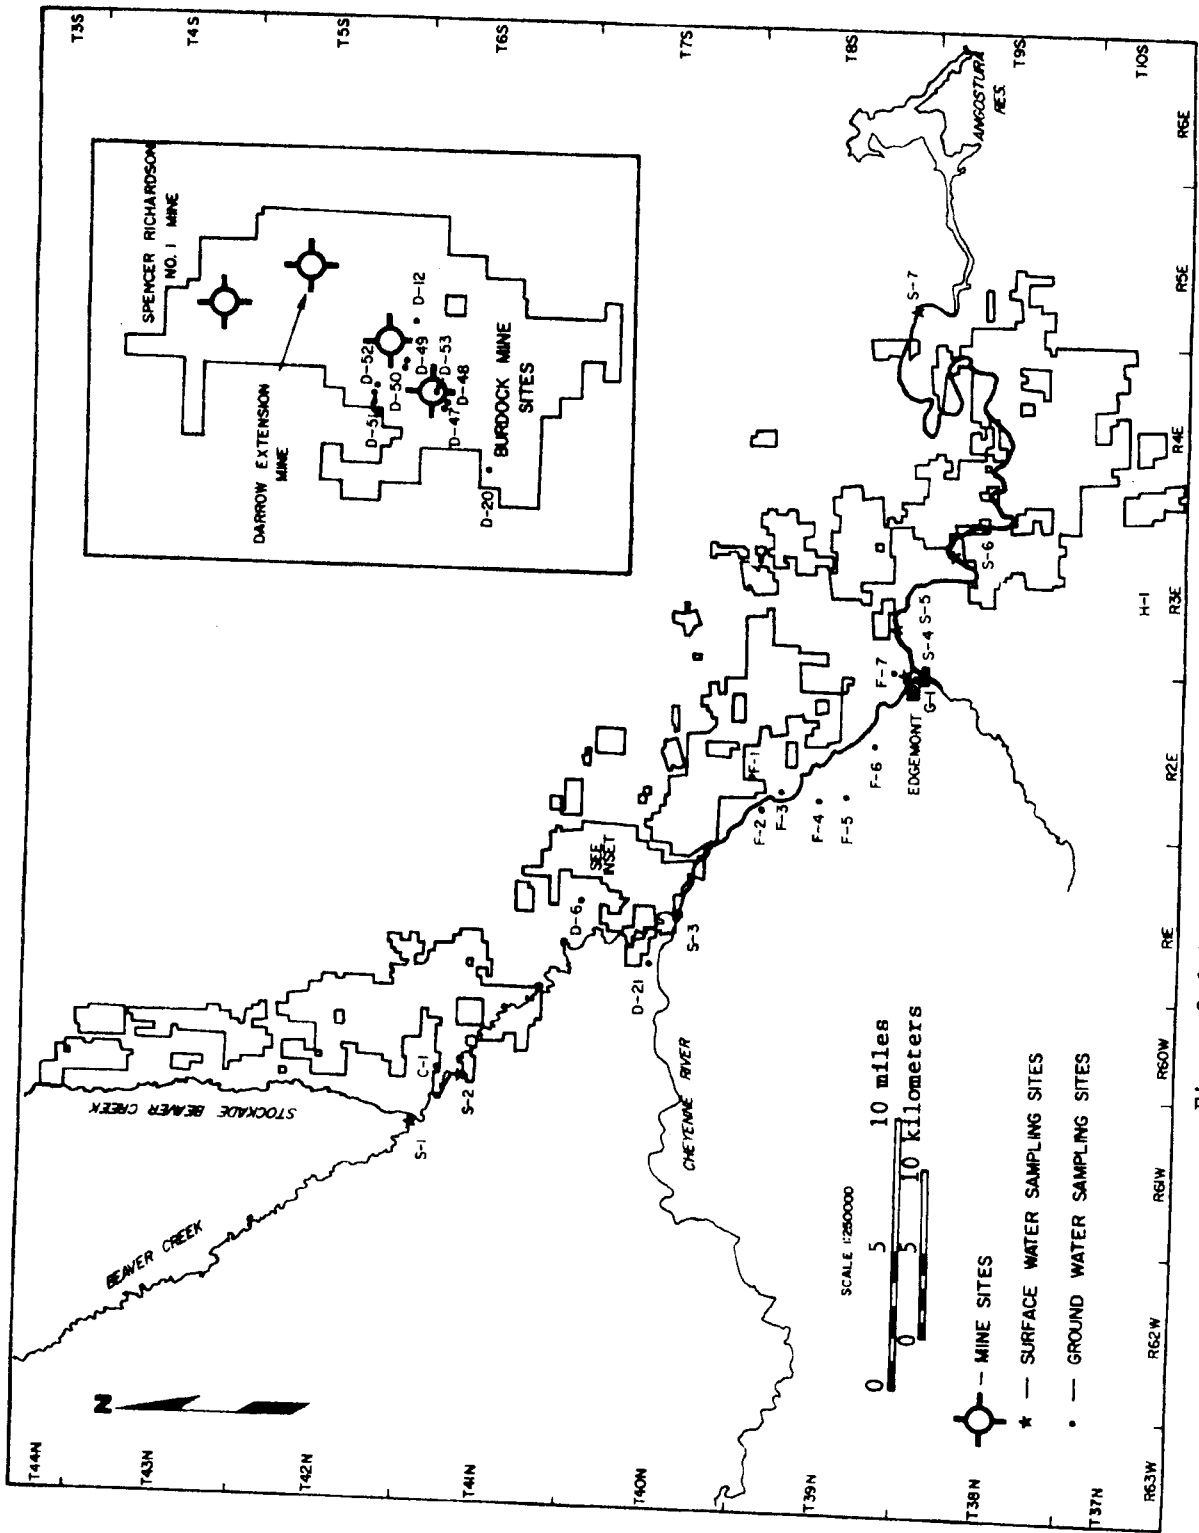 T3S
T4S
T5S
T6S
T7S
T8S
T9S
T10S
T44N
T43N
T42N
T41N
T40N
T39N
T38N
T37N
R63W
R62W
R61W
R60W
R1E
R2E
R3E
R4E
R5E
R6E
SPENCER RICHARDSON
NO. 1 MINE
DARROW EXTENSION
MINE
D-51
D-52
D-50
D-12
D-49
D-53
D-47
D-48
D-20
BURDOCK MINE
SITES
N
BEAVER CREEK
STOCKADE BEAVER CREEK
S-1
C-1
S-2
D-6
SEE
INSET
D-21
S-3
CHEYENNE RIVER
F-1
F-2
F-3
F-4
F-5
F-6
F-7
EDGEMONT
G-1
S-4
S-5
S-6
S-7
H-1
ANGOSTURA
RES.
SCALE 1:250000
0 5 10 miles
0 5 10 kilometers
— MINE SITES
★ — SURFACE WATER SAMPLING SITES
• — GROUND WATER SAMPLING SITES